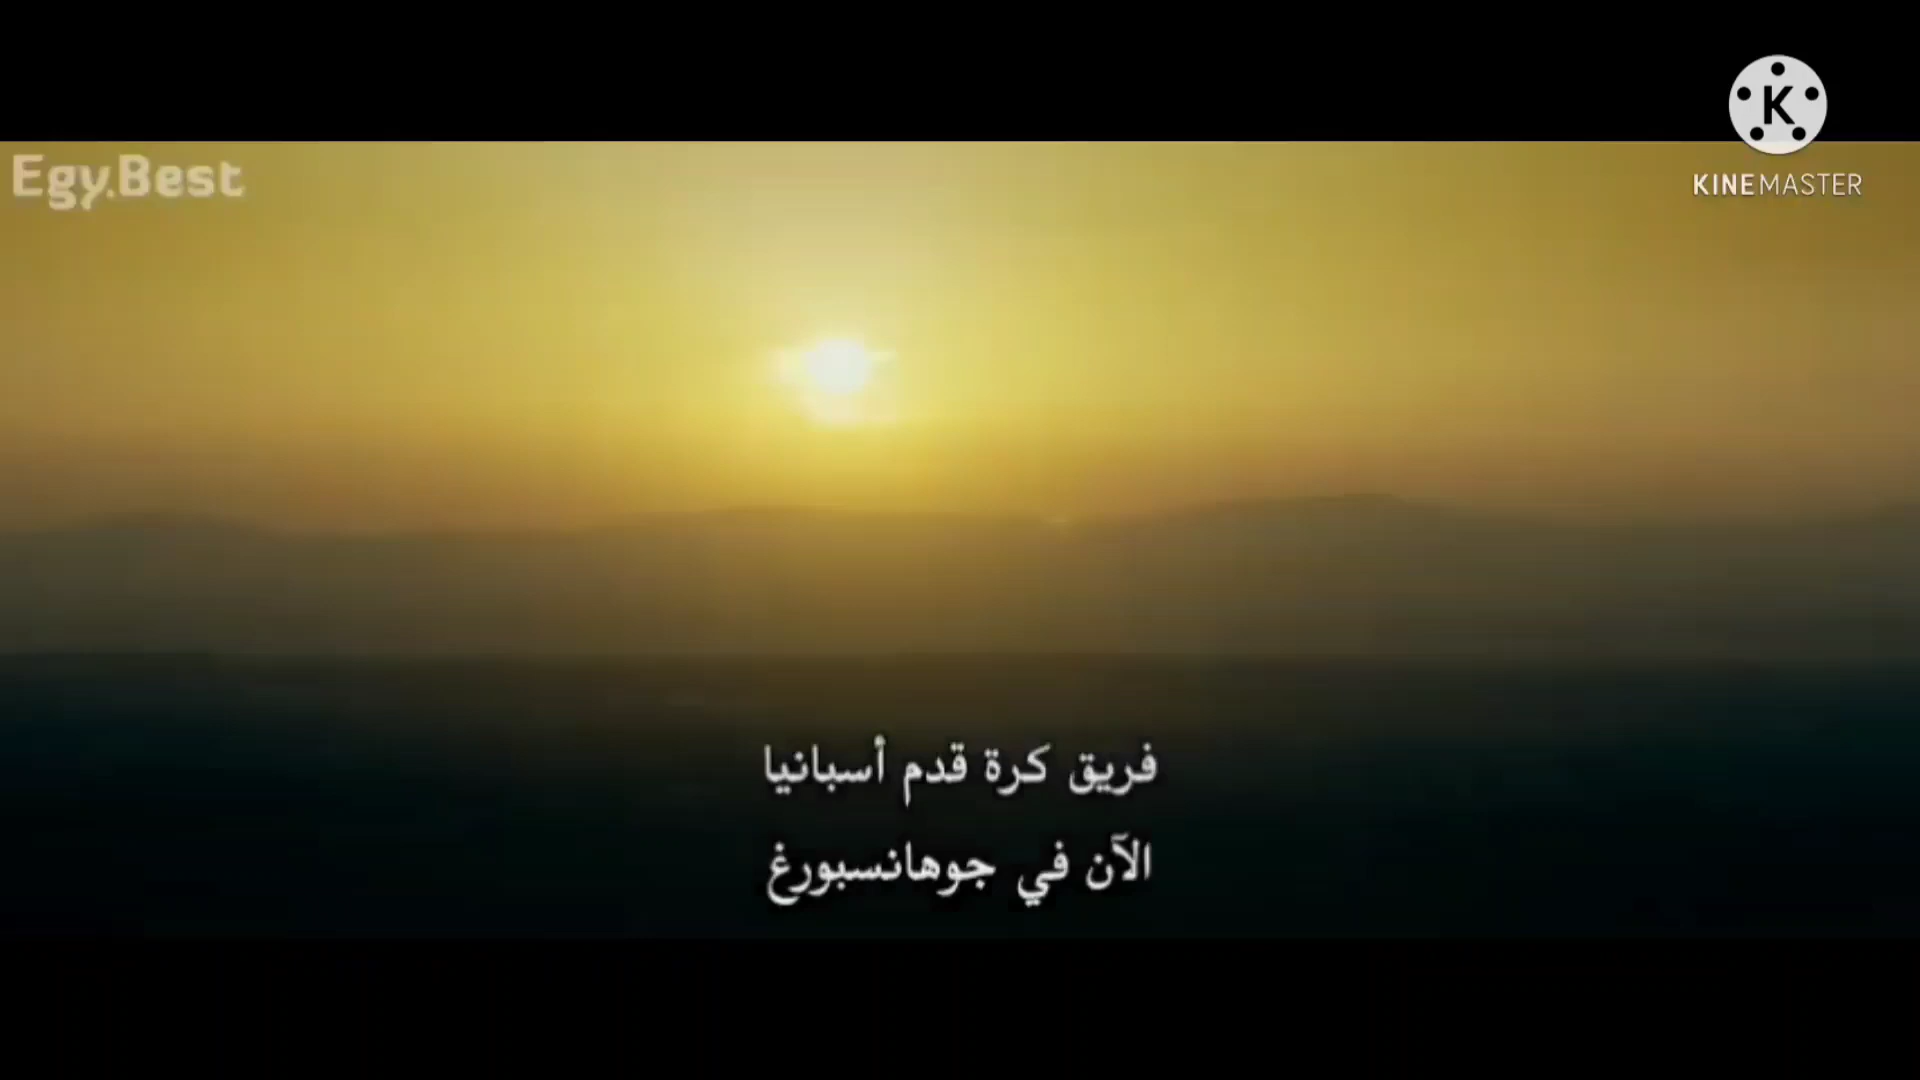 Egy.Best
K
KINEMASTER
فريق كرة قدم أسبانيا
الآن في جوهانسبورغ